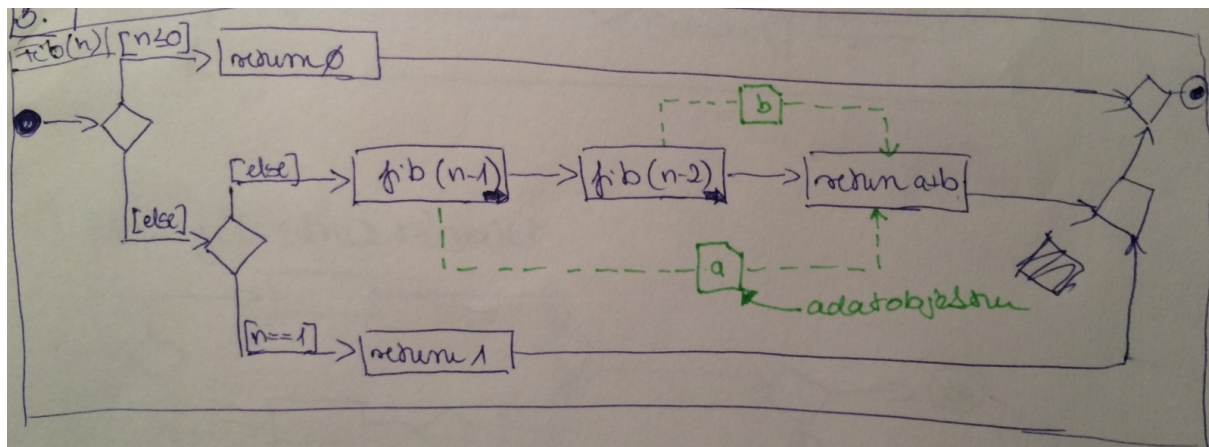 3.
fib(n)
[n≤0]
return 0
b
[else]
fib(n-1)
fib(n-2)
return a+b
[else]
a
adatobjektum
[n==1]
return 1